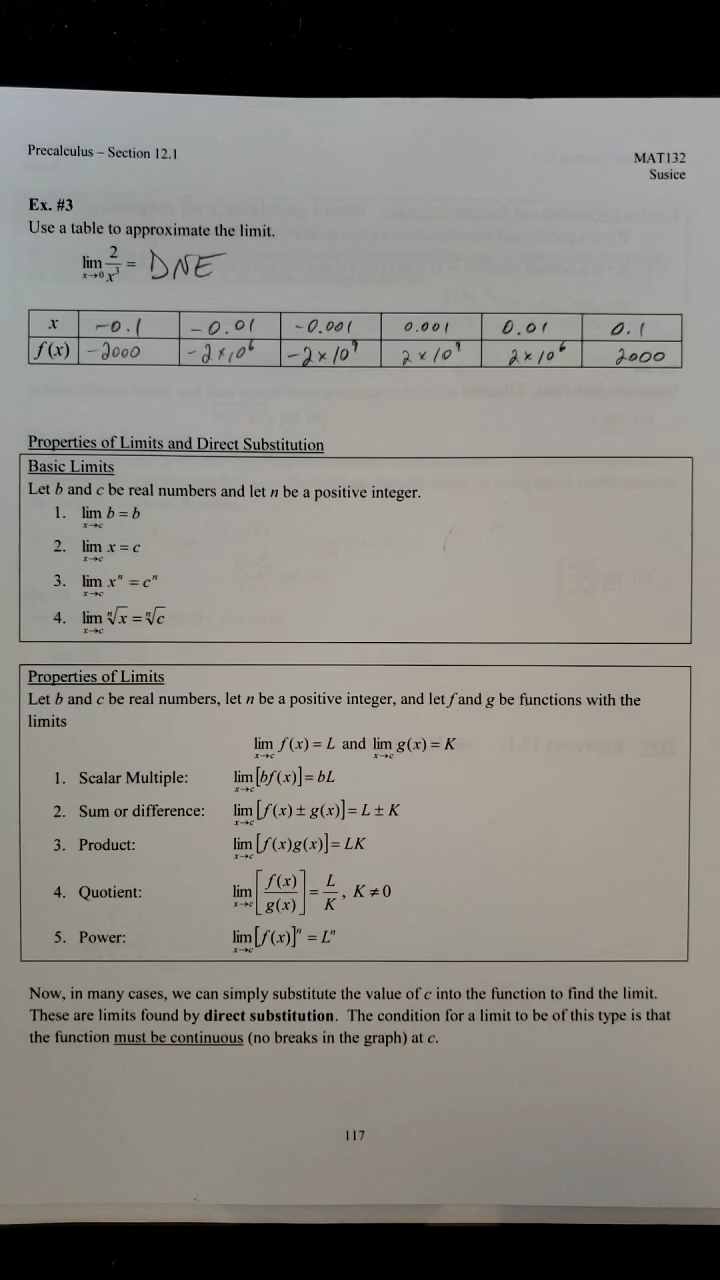 Precalculus – Section 12.1
MAT132
Susice
Ex. #3
Use a table to approximate the limit.
lim x→0 2/x³ = DNE
x | -0.1 | -0.01 | -0.001 | 0.001 | 0.01 | 0.1
f(x) | -2000 | -2×10⁶ | -2×10⁹ | 2×10⁹ | 2×10⁶ | 2000
Properties of Limits and Direct Substitution
Basic Limits
Let b and c be real numbers and let n be a positive integer.
1. lim x→c b = b
2. lim x→c x = c
3. lim x→c xⁿ = cⁿ
4. lim x→c ⁿ√x = ⁿ√c
Properties of Limits
Let b and c be real numbers, let n be a positive integer, and let f and g be functions with the
limits
lim x→c f(x) = L and lim x→c g(x) = K
1. Scalar Multiple: lim x→c [bf(x)] = bL
2. Sum or difference: lim x→c [f(x) ± g(x)] = L ± K
3. Product: lim x→c [f(x)g(x)] = LK
4. Quotient: lim x→c [f(x)/g(x)] = L/K, K ≠ 0
5. Power: lim x→c [f(x)]ⁿ = Lⁿ
Now, in many cases, we can simply substitute the value of c into the function to find the limit.
These are limits found by direct substitution. The condition for a limit to be of this type is that
the function must be continuous (no breaks in the graph) at c.
117